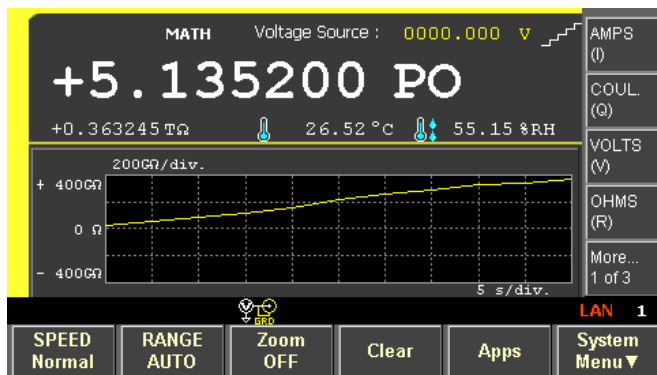 MATH Voltage Source : 0000.000 V
+5.135200 PO
+0.363245TΩ 26.52°C 55.15%RH
200GΩ/div.
+ 400GΩ
0 Ω
- 400GΩ
5 s/div.
AMPS
(I)
COUL.
(Q)
VOLTS
(V)
OHMS
(R)
More...
1 of 3
V GRD
LAN 1
SPEED
Normal
RANGE
AUTO
Zoom
OFF
Clear
Apps
System
Menu▼